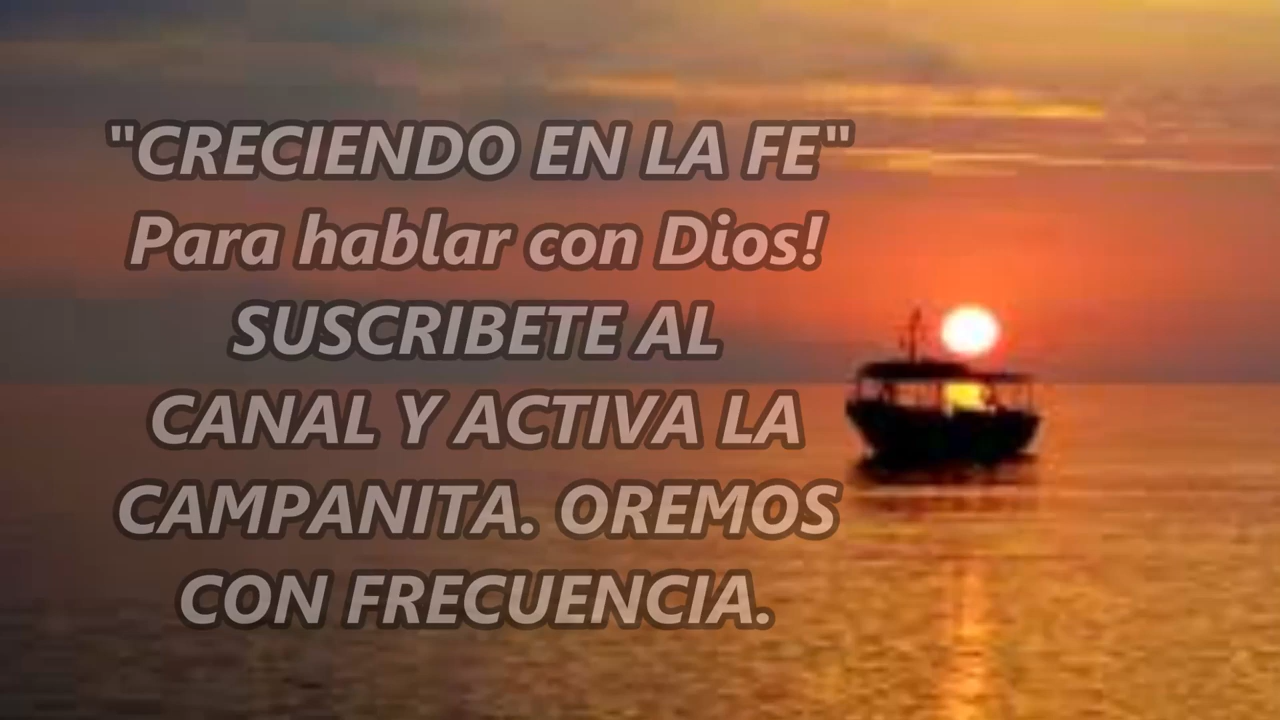 "CRECIENDO EN LA FE"
Para hablar con Dios!
SUSCRIBETE AL
CANAL Y ACTIVA LA
CAMPANITA. OREMOS
CON FRECUENCIA.